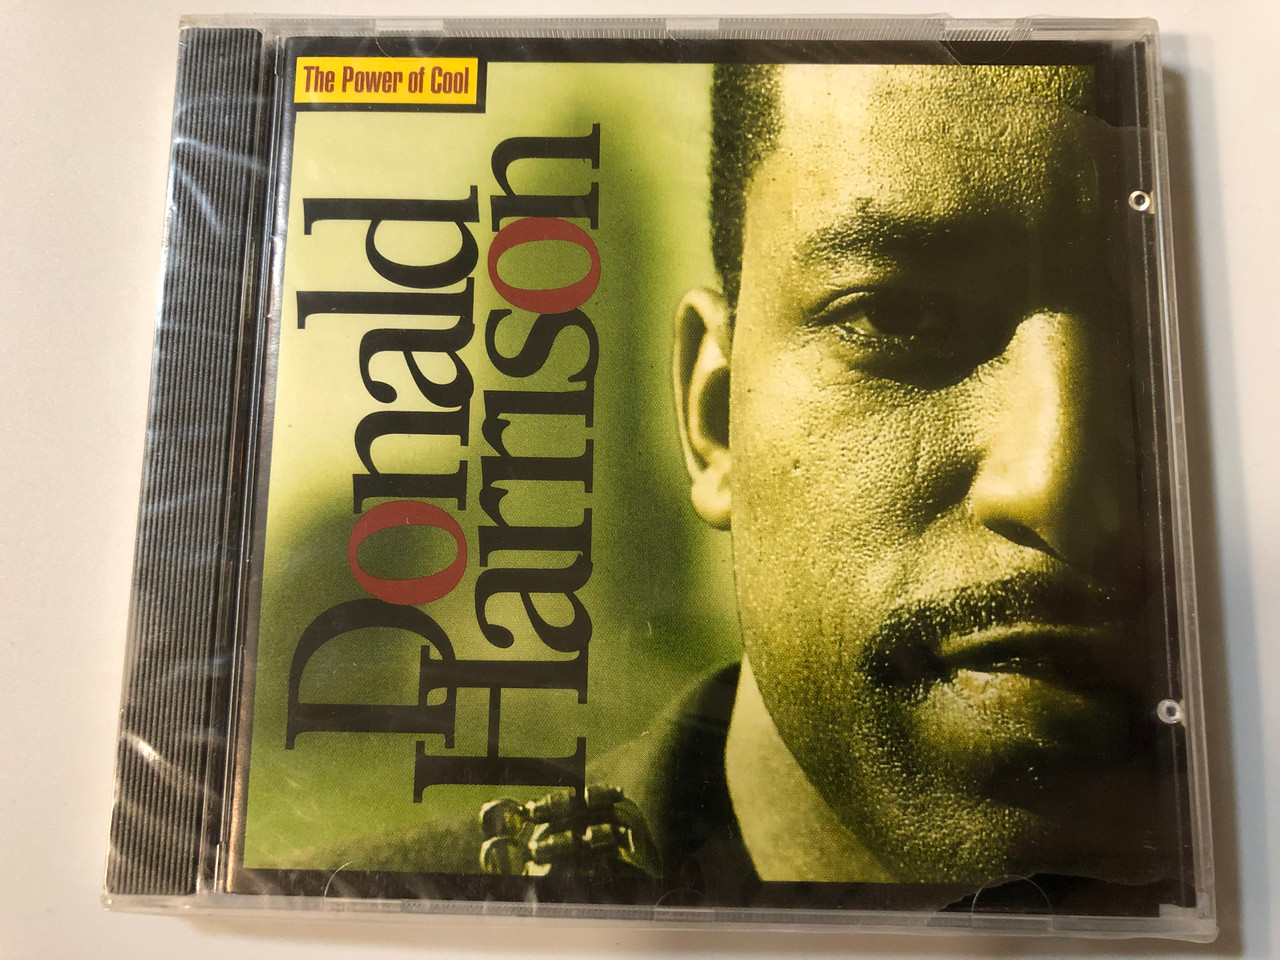 The Power of Cool
Donald
Harrison